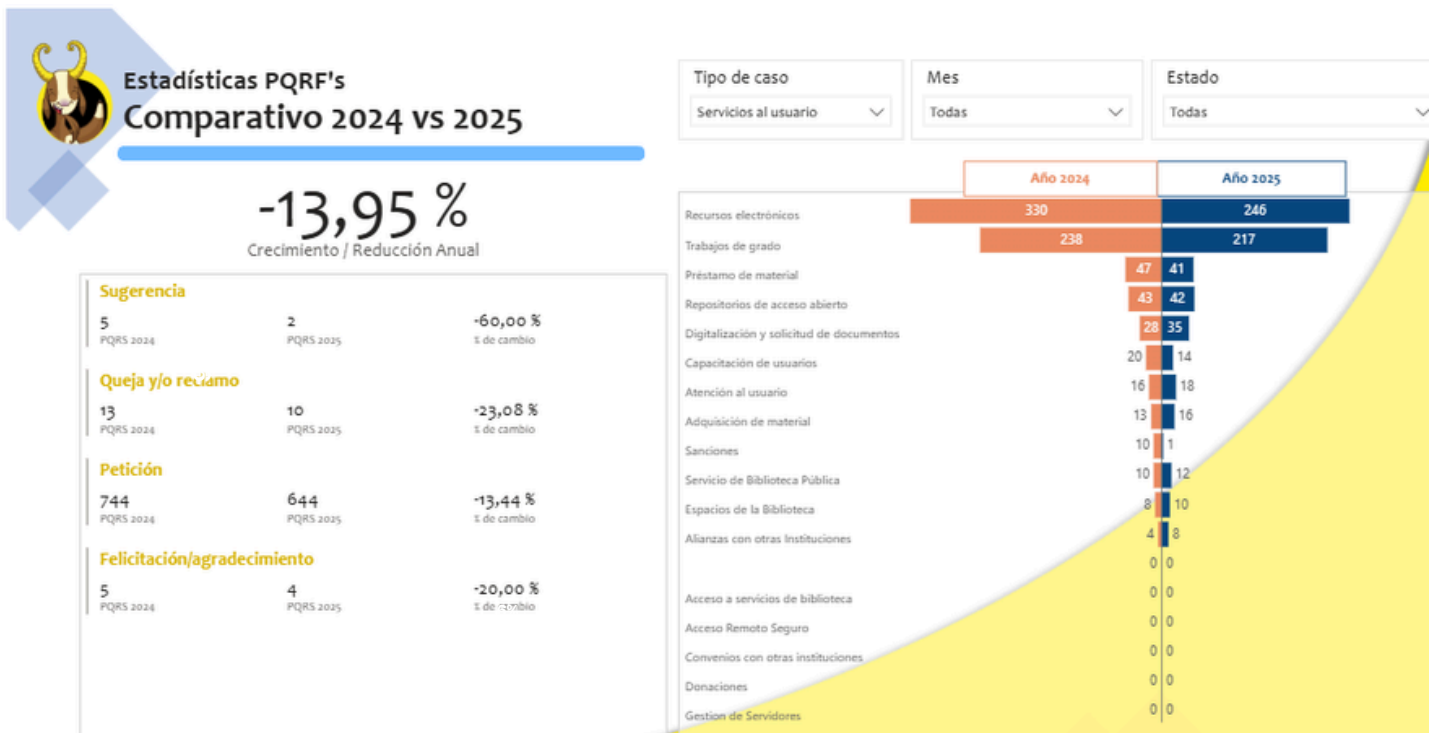 Estadísticas PQRF's
Comparativo 2024 vs 2025
-13,95 %
Crecimiento / Reducción Anual
Sugerencia
5 2 -60,00 %
PQRS 2024 PQRS 2025 % de cambio
Queja y/o reclamo
13 10 -23,08 %
PQRS 2024 PQRS 2025 % de cambio
Petición
744 644 -13,44 %
PQRS 2024 PQRS 2025 % de cambio
Felicitación/agradecimiento
5 4 -20,00 %
PQRS 2024 PQRS 2025 % de cambio
Tipo de caso Mes Estado
Servicios al usuario Todas Todas
Año 2024 Año 2025
Recursos electrónicos 330 246
Trabajos de grado 238 217
Préstamo de material 47 41
Repositorios de acceso abierto 43 42
Digitalización y solicitud de documentos 28 35
Capacitación de usuarios 20 14
Atención al usuario 16 18
Adquisición de material 13 16
Sanciones 10 1
Servicio de Biblioteca Pública 10 12
Espacios de la Biblioteca 8 10
Alianzas con otras Instituciones 4 8
0 0
Acceso a servicios de biblioteca 0 0
Acceso Remoto Seguro 0 0
Convenios con otras instituciones 0 0
Donaciones 0 0
Gestion de Servidores 0 0